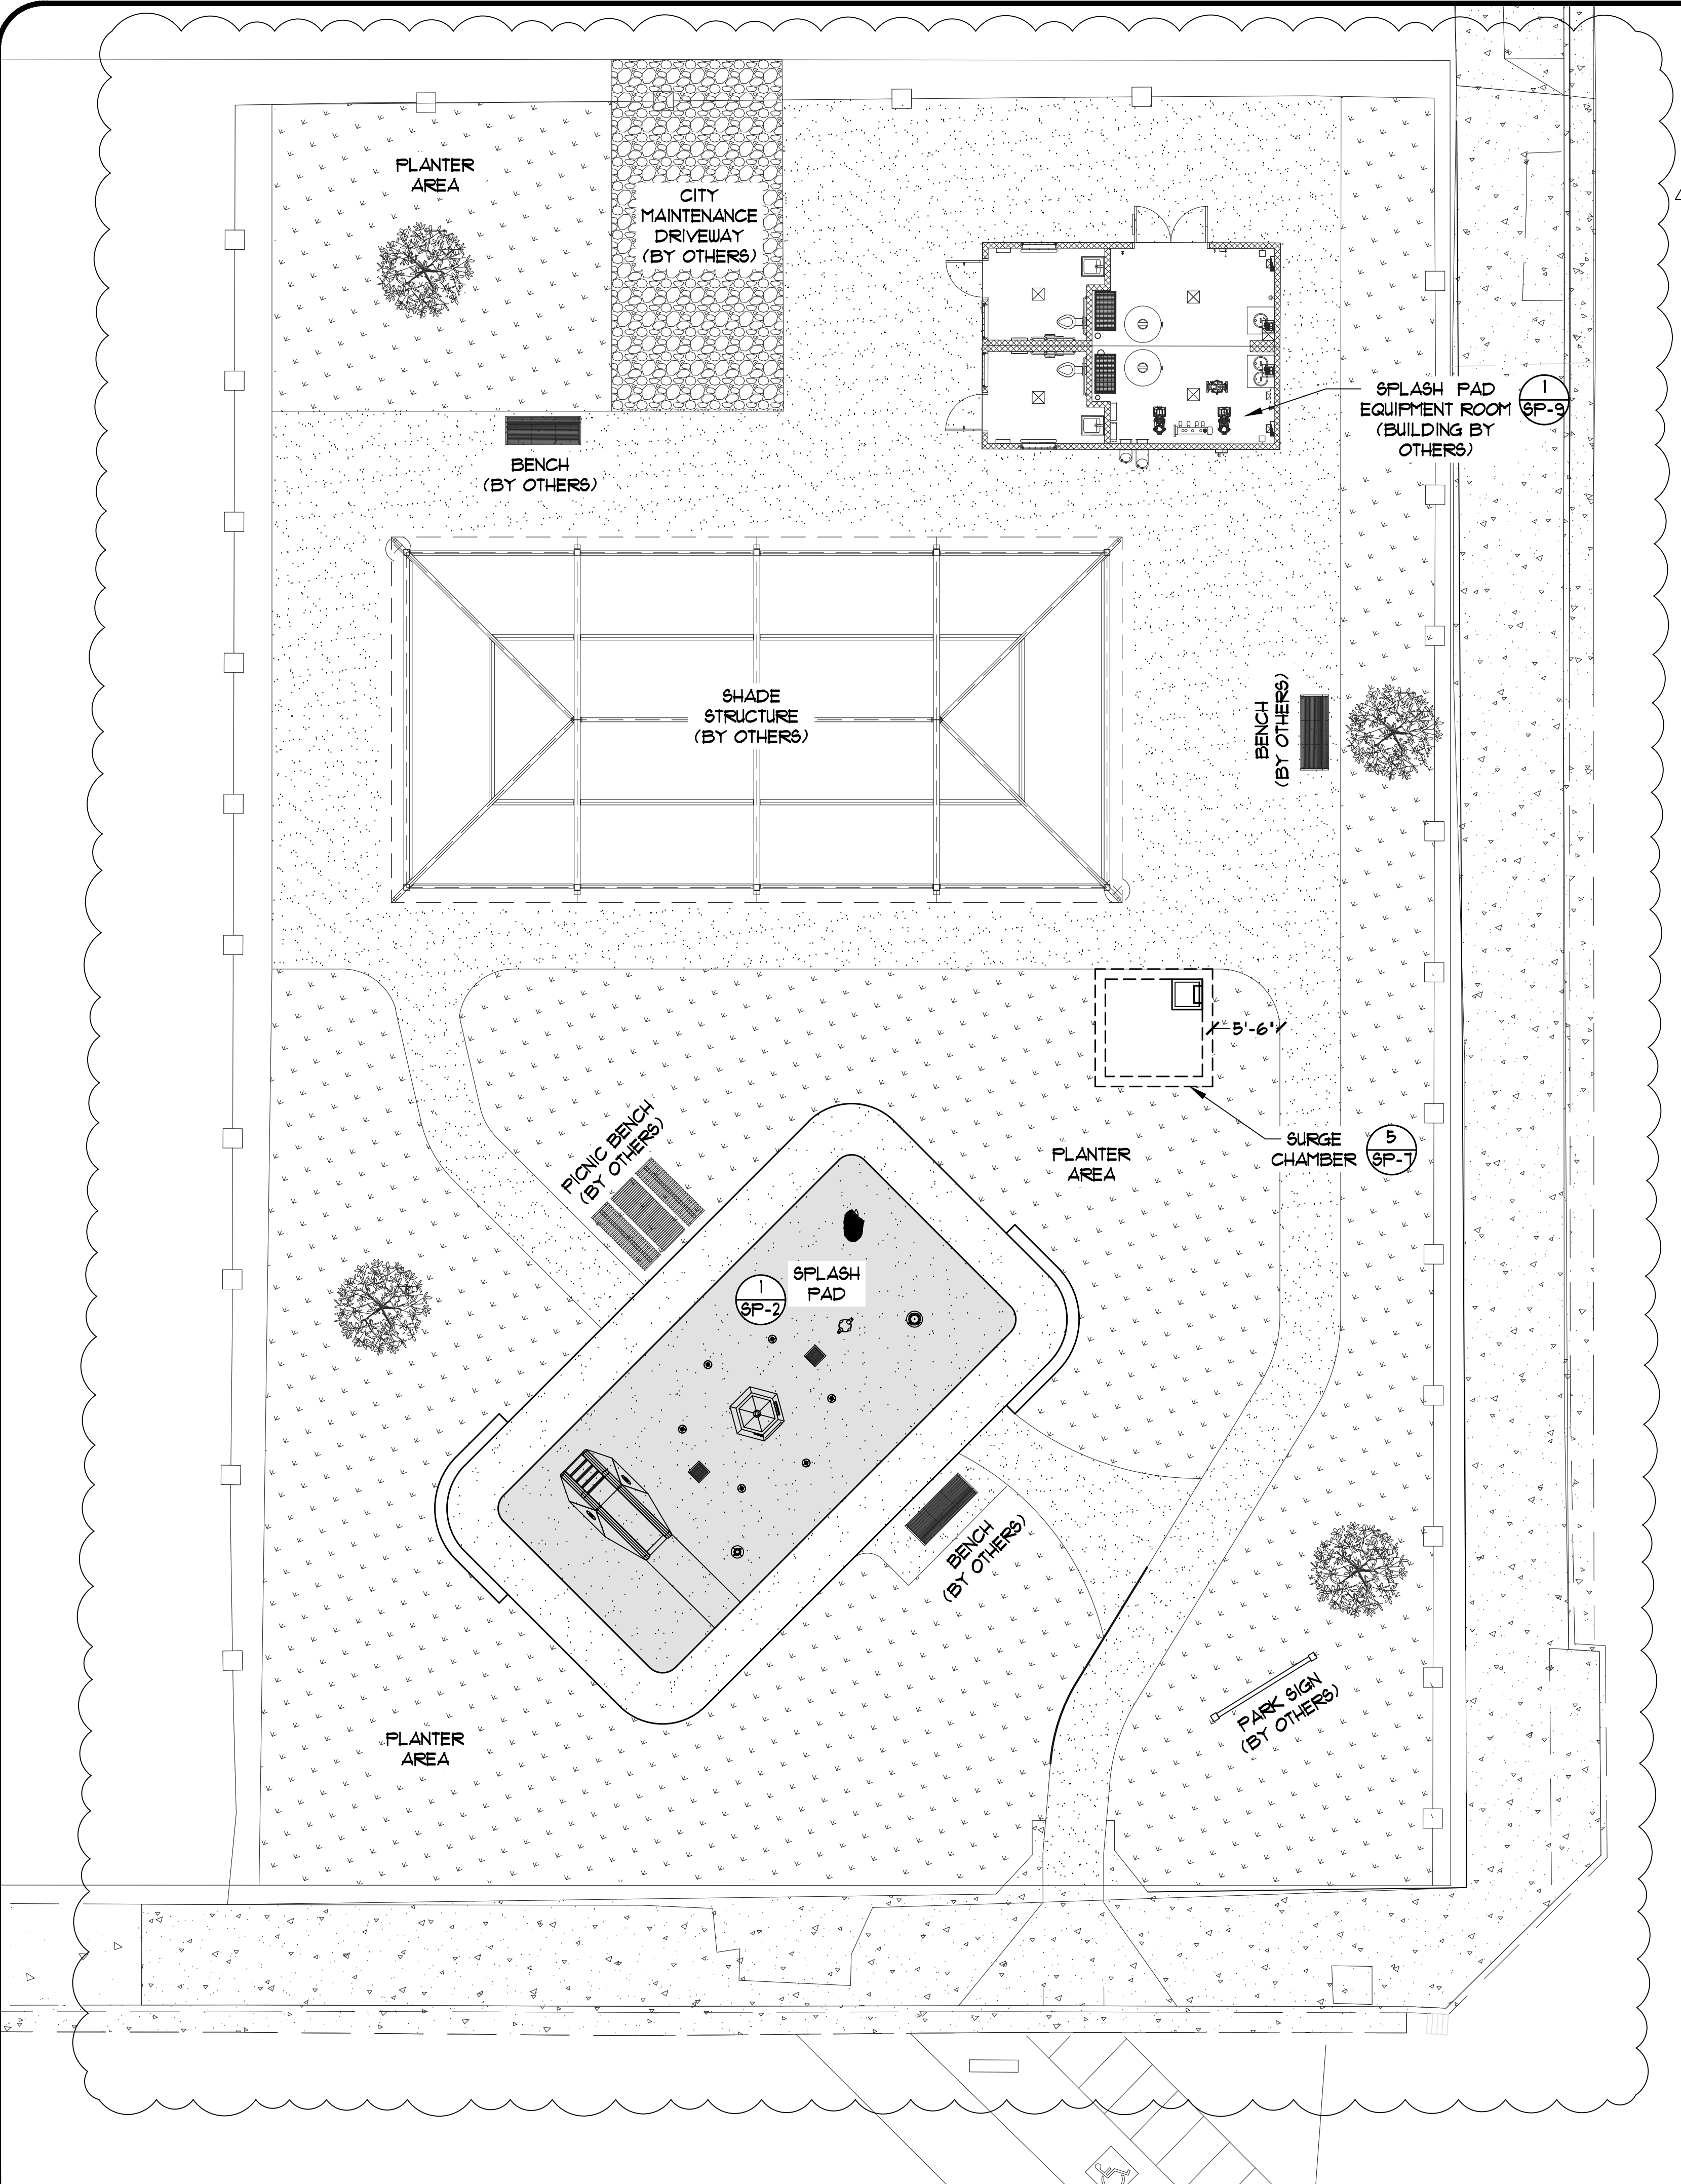 PLANTER
AREA
CITY
MAINTENANCE
DRIVEWAY
(BY OTHERS)
SPLASH PAD
EQUIPMENT ROOM
(BUILDING BY
OTHERS)
1
SP-9
BENCH
(BY OTHERS)
SHADE
STRUCTURE
(BY OTHERS)
BENCH
(BY OTHERS)
5'-6"
SURGE
CHAMBER
5
SP-7
PLANTER
AREA
PICNIC BENCH
(BY OTHERS)
SPLASH
PAD
1
SP-2
BENCH
(BY OTHERS)
PARK SIGN
(BY OTHERS)
PLANTER
AREA